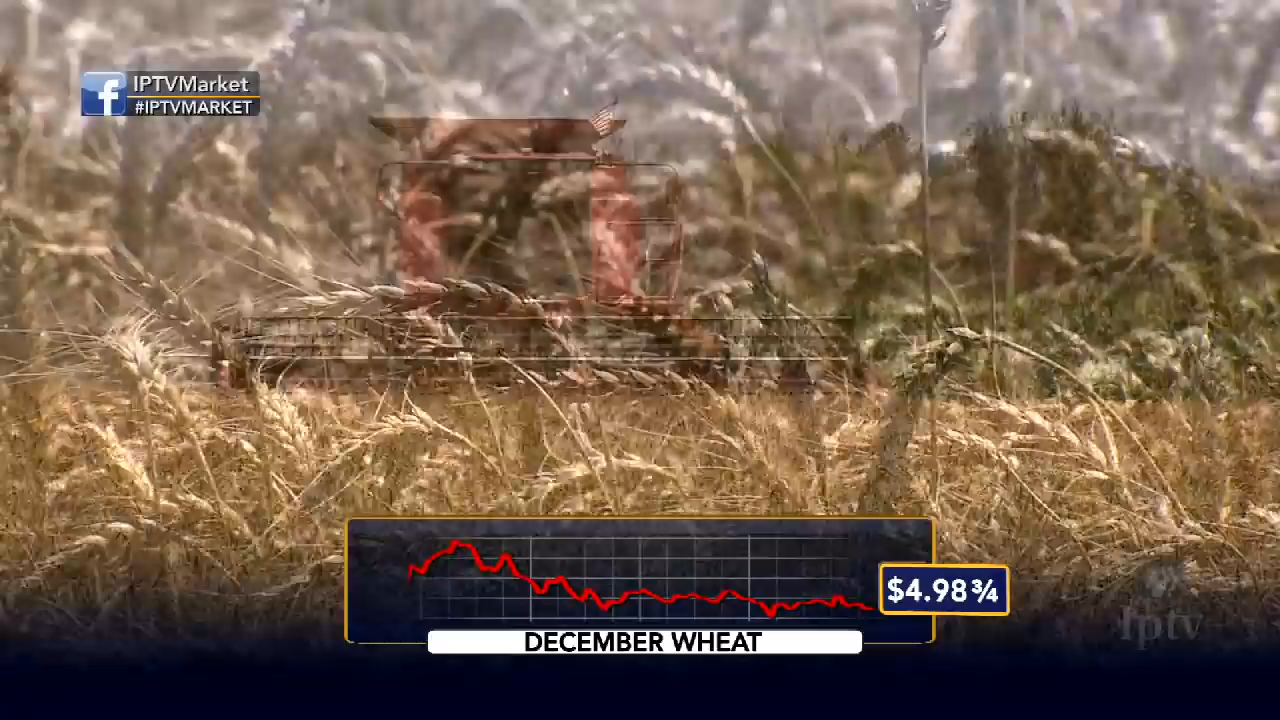 IPTVMarket
#IPTVMARKET
$4.98¾
DECEMBER WHEAT
iptv